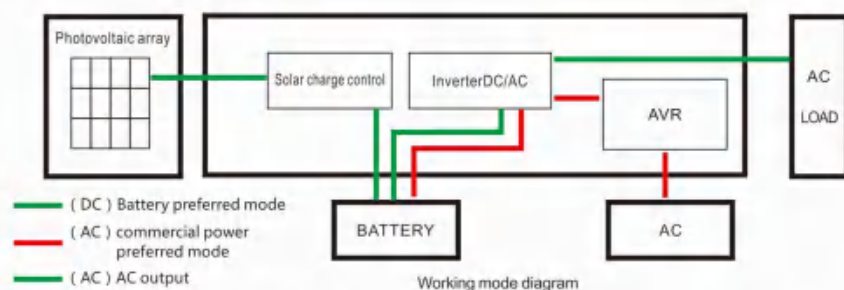 Photovoltaic array
Solar charge control
InverterDC/AC
AVR
AC
LOAD
BATTERY
AC
( DC ) Battery preferred mode
( AC ) commercial power
preferred mode
( AC ) AC output
Working mode diagram